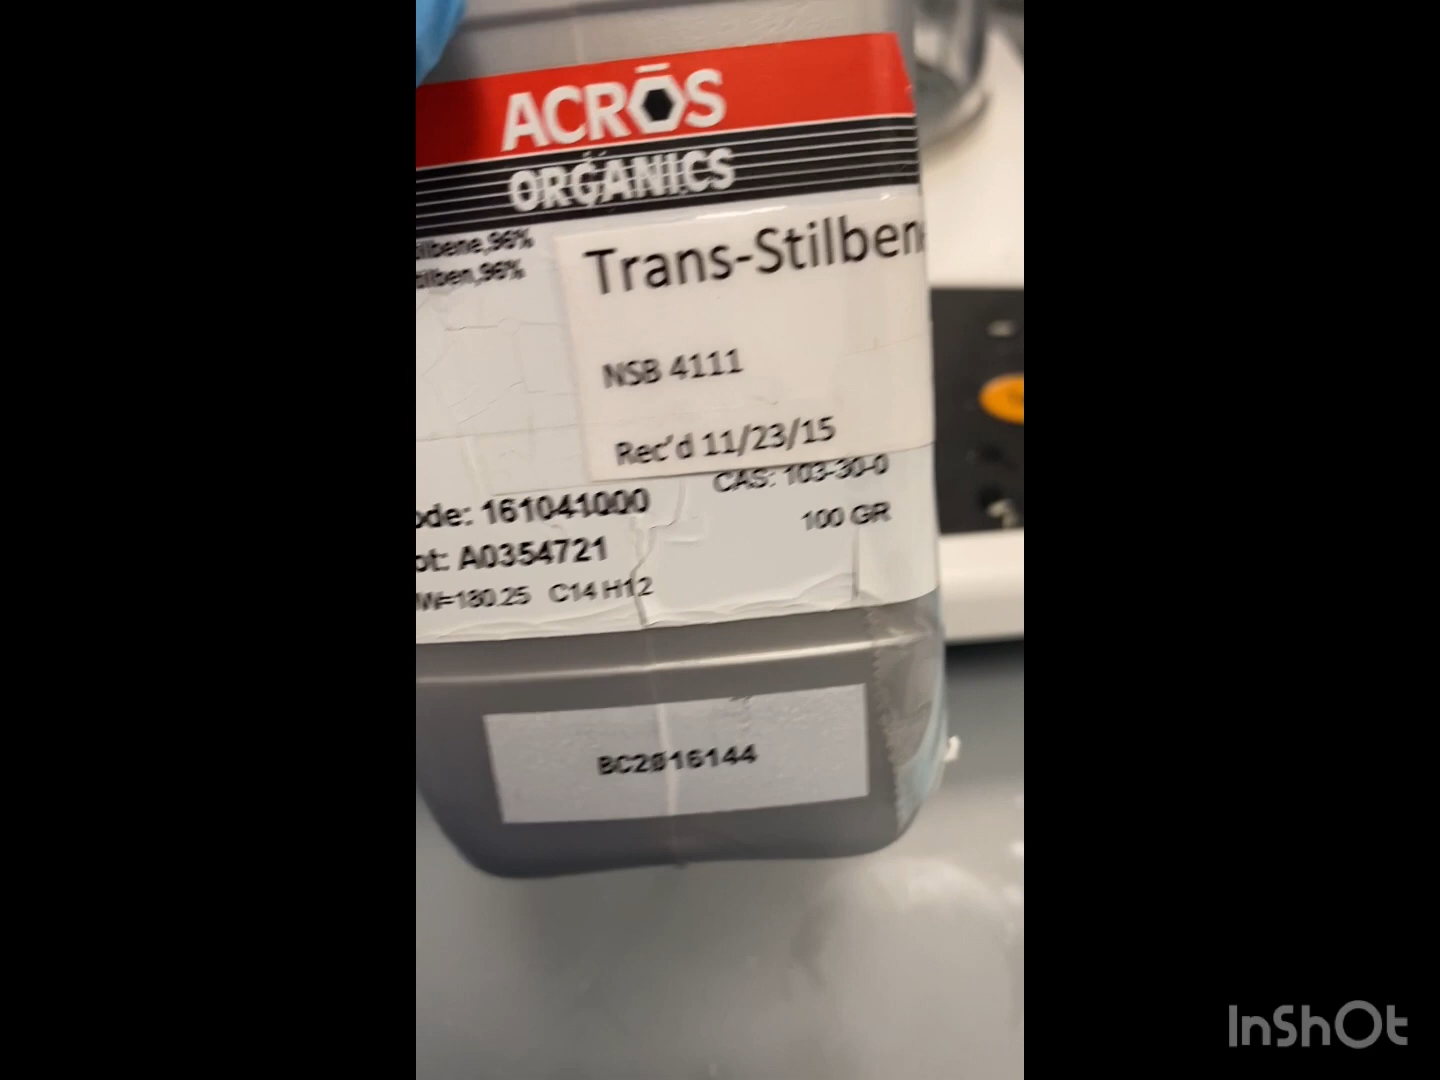 ACRŌS
ORGANICS
ilbene,96%
ilben,96%
Trans-Stilben
NSB 4111
Rec'd 11/23/15
CAS: 103-30-0
ode: 161041000
100 GR
ot: A0354721
W=180.25 C14 H12
BC2016144
InShOt